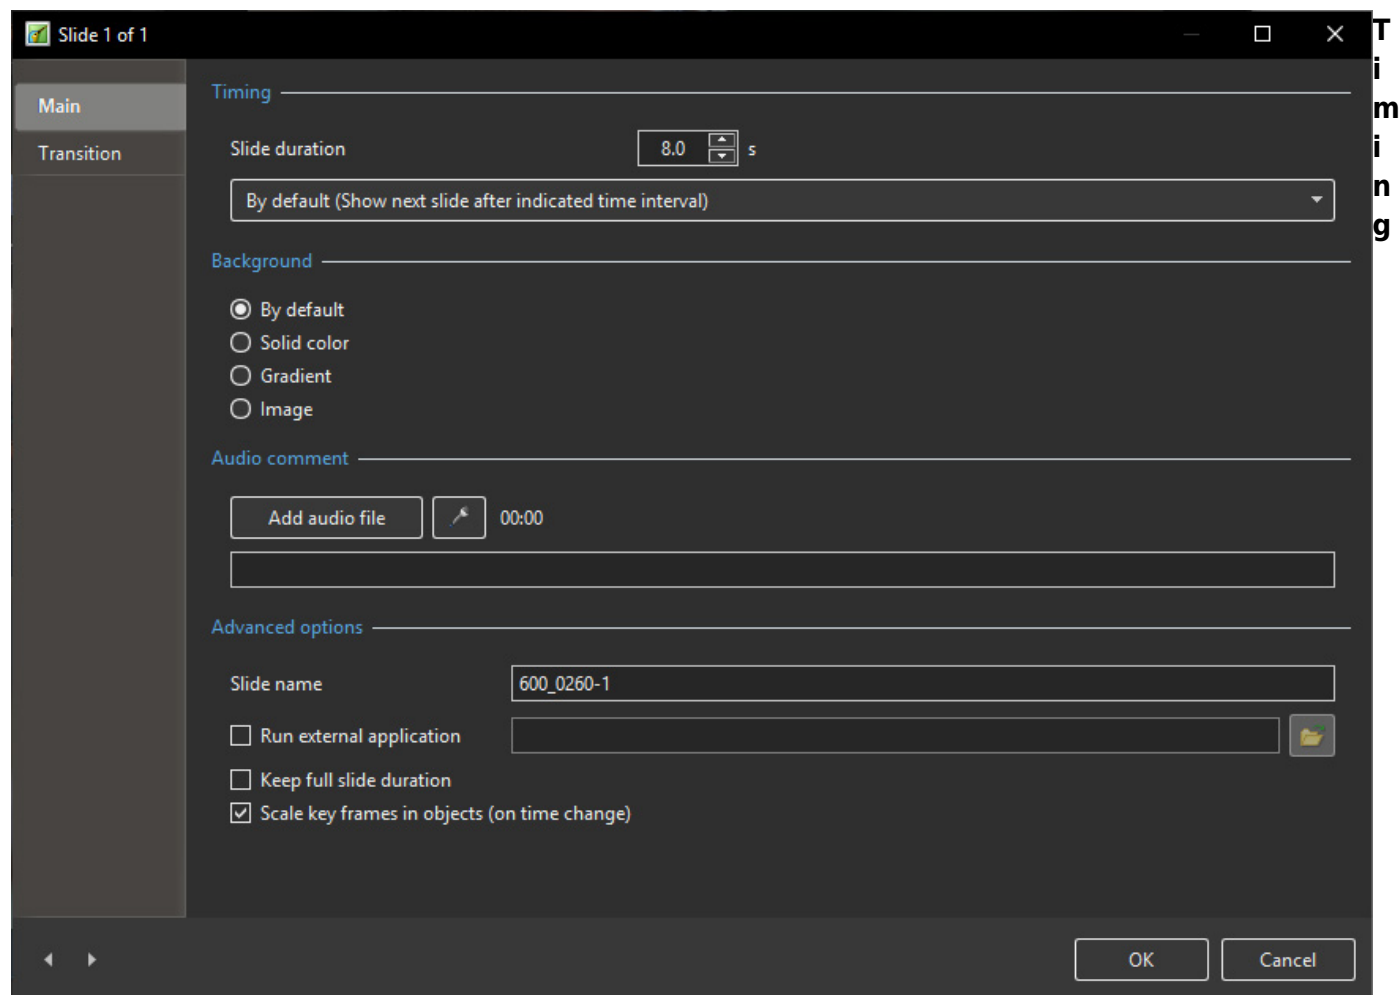 Slide 1 of 1
Main
Transition
Timing
Slide duration
8.0 s
By default (Show next slide after indicated time interval)
Background
By default
Solid color
Gradient
Image
Audio comment
Add audio file 00:00
Advanced options
Slide name 600_0260-1
Run external application
Keep full slide duration
Scale key frames in objects (on time change)
OK Cancel
T
i
m
i
n
g